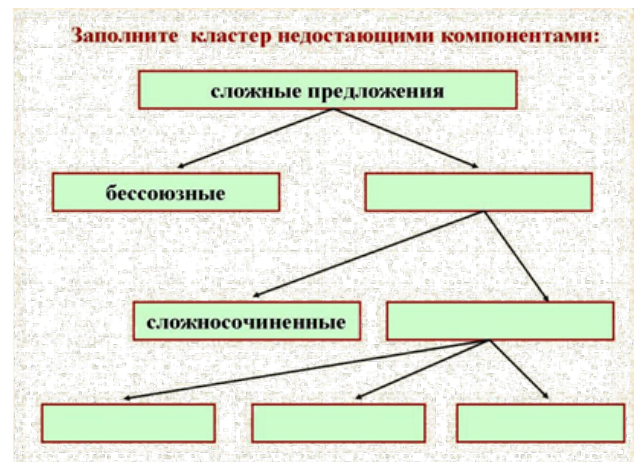 Заполните кластер недостающими компонентами:
сложные предложения
бессоюзные
сложносочиненные